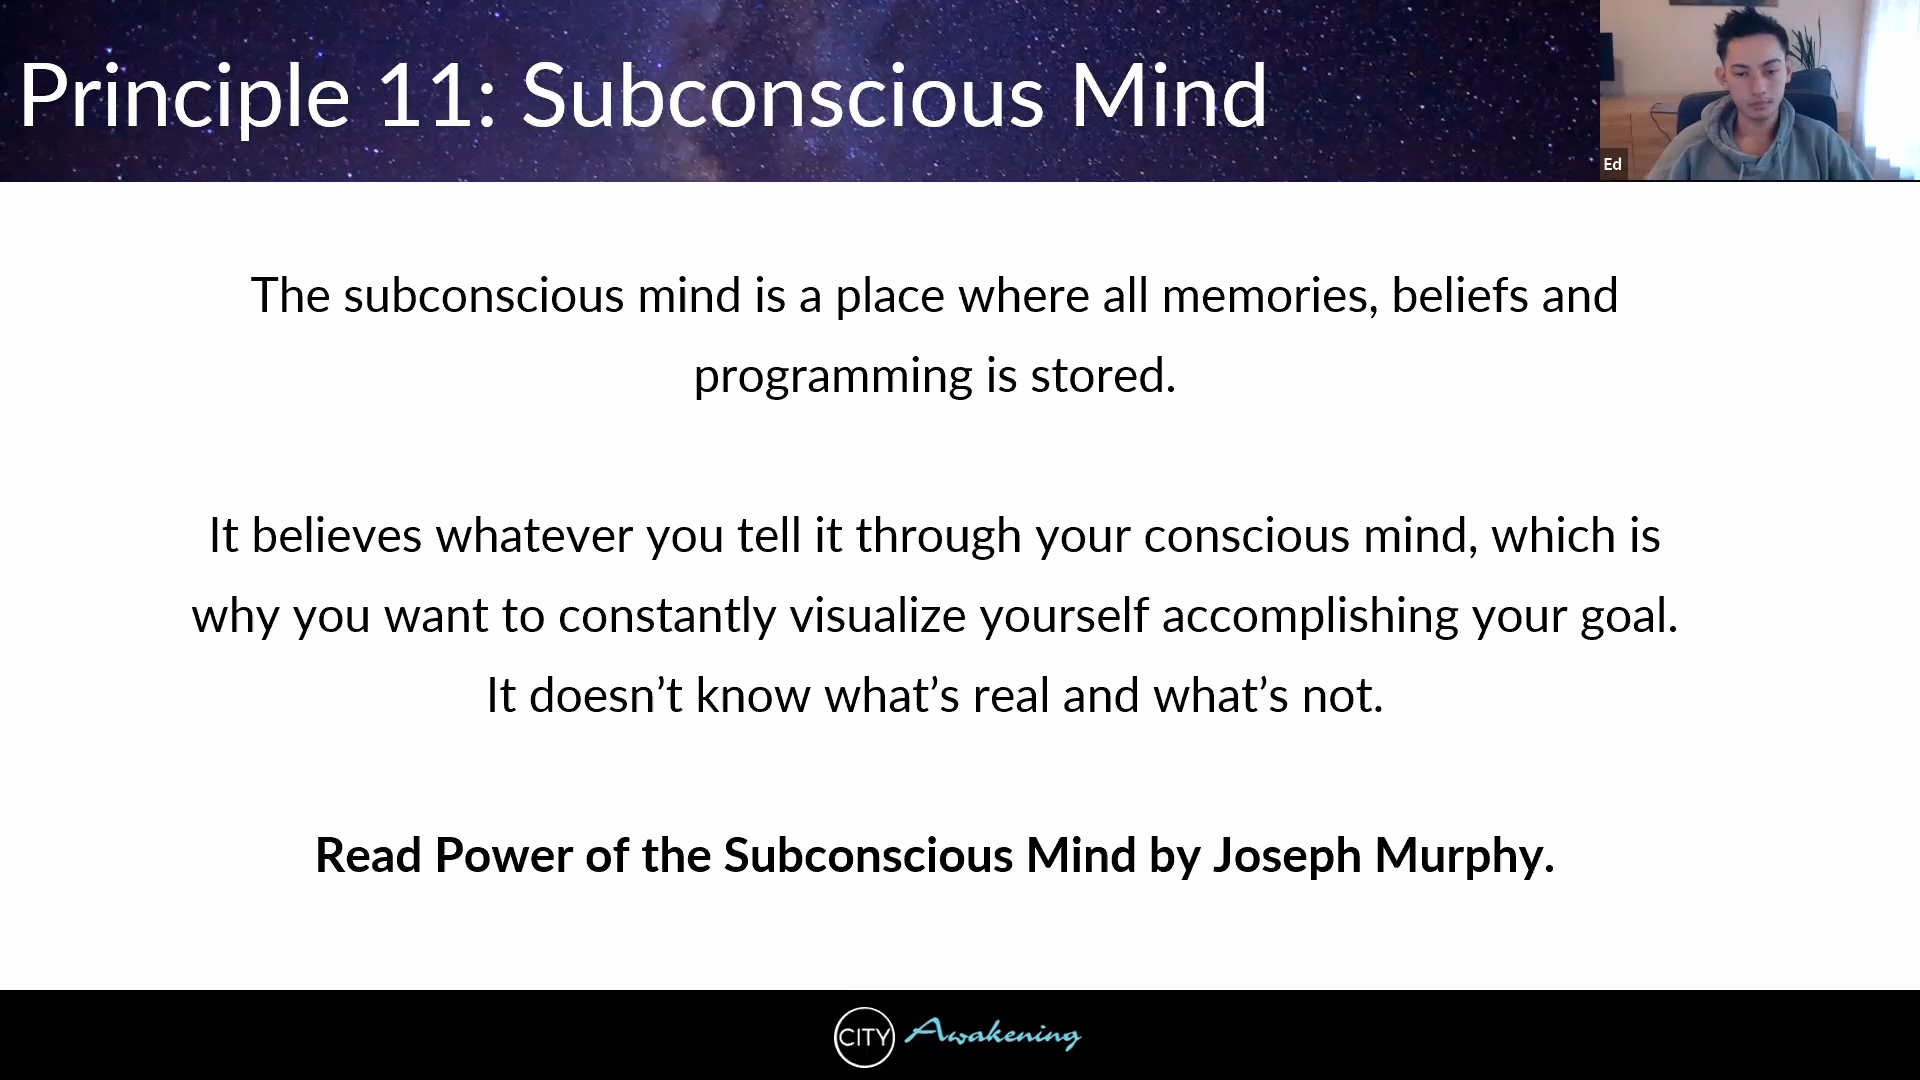 Principle 11: Subconscious Mind
Ed
The subconscious mind is a place where all memories, beliefs and
programming is stored.
It believes whatever you tell it through your conscious mind, which is
why you want to constantly visualize yourself accomplishing your goal.
It doesn’t know what’s real and what’s not.
Read Power of the Subconscious Mind by Joseph Murphy.
CITY Awakening